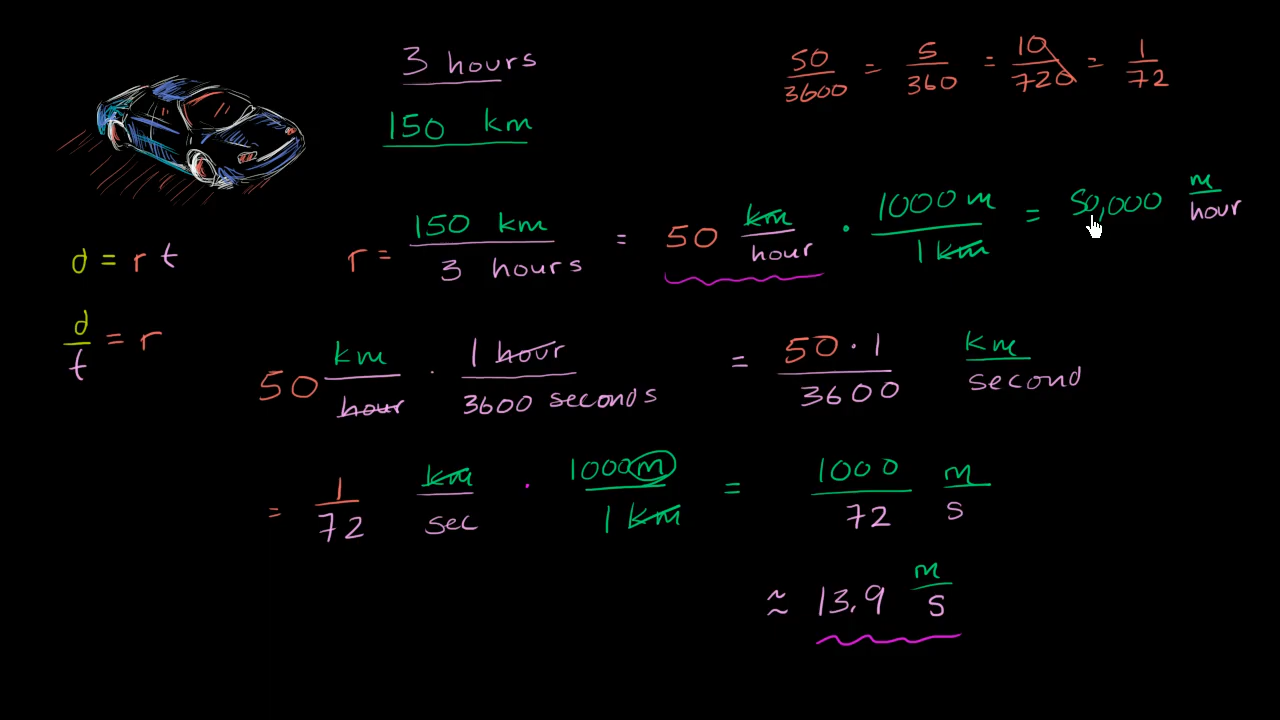 3 hours
150 km
50/3600 = 5/360 = 10/720 = 1/72
d = r t
d/t = r
r = 150 km / 3 hours = 50 km/hour · 1000 m / 1 km = 50,000 m/hour
50 km/hour · 1 hour / 3600 seconds = 50 · 1 / 3600 km/second
= 1/72 km/sec · 1000 m / 1 km = 1000/72 m/s
≈ 13.9 m/s